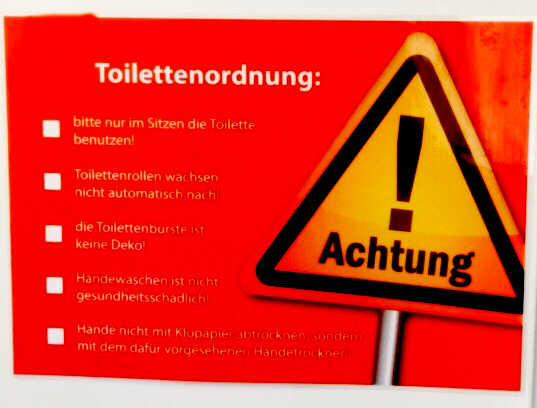 Toilettenordnung:
bitte nur im Sitzen die Toilette
benutzen!
Toilettenrollen wachsen
nicht automatisch nach!
die Toilettenbürste ist
keine Deko!
Händewaschen ist nicht
gesundheitsschädlich!
Hände nicht mit Klopapier abtrocknen, sondern
mit dem dafür vorgesehenen Händetrockner
Achtung